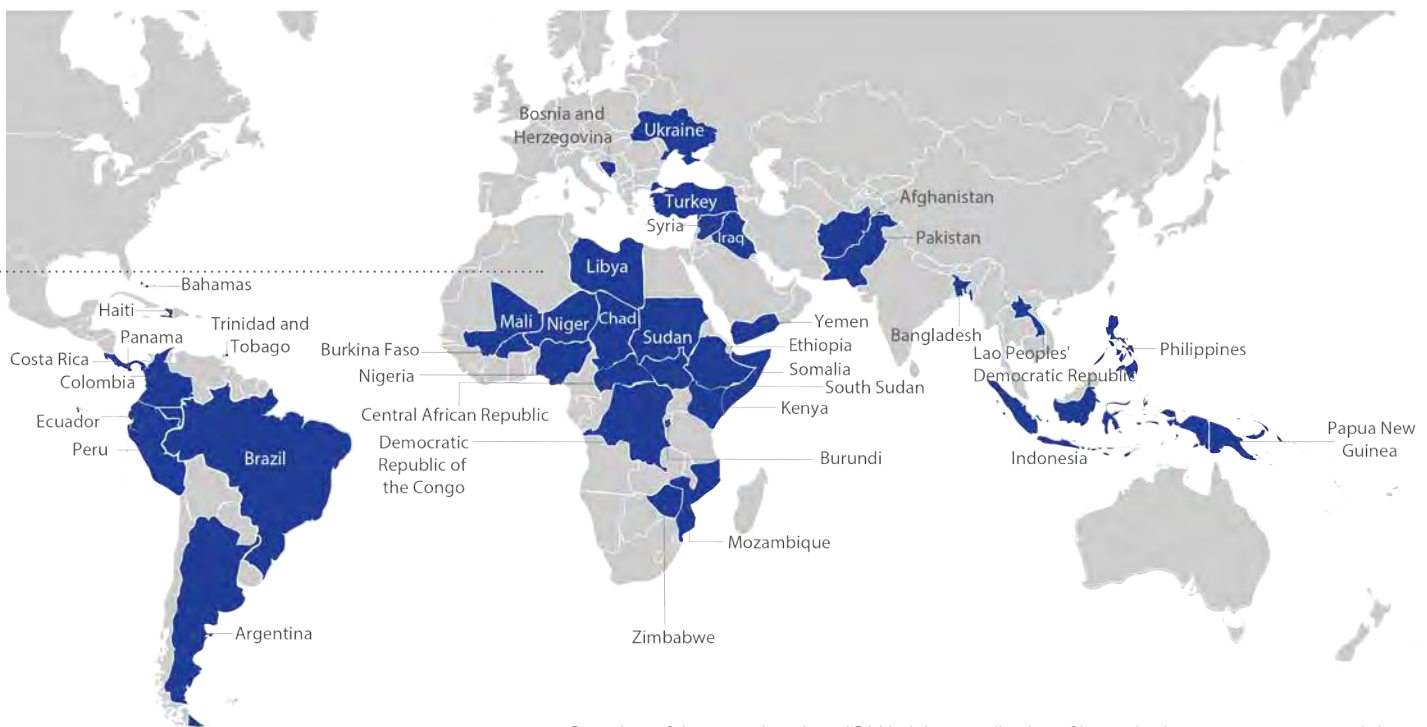 Bosnia and
Herzegovina
Ukraine
Turkey
Syria
Iraq
Afghanistan
Pakistan
Libya
Bahamas
Haiti
Panama
Trinidad and
Tobago
Costa Rica
Colombia
Ecuador
Peru
Brazil
Argentina
Mali
Niger
Chad
Sudan
Burkina Faso
Nigeria
Central African Republic
Democratic
Republic of
the Congo
Yemen
Ethiopia
Somalia
South Sudan
Kenya
Burundi
Mozambique
Zimbabwe
Bangladesh
Lao Peoples'
Democratic Republic
Philippines
Indonesia
Papua New
Guinea